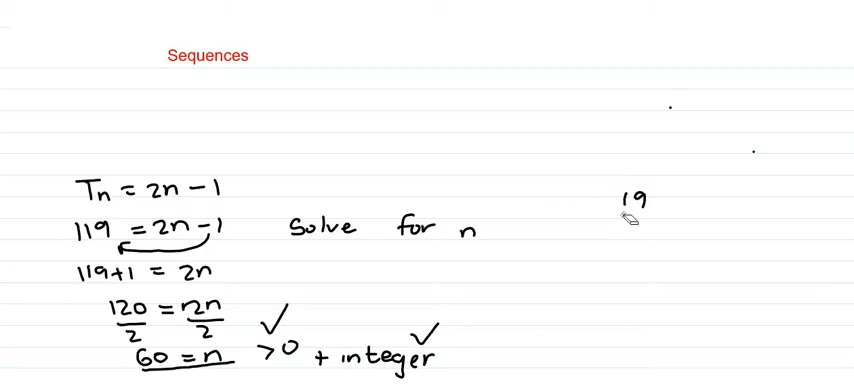 Sequences
Tn = 2n - 1
119 = 2n - 1 Solve for n
19
119+1 = 2n
120/2 = 2n/2 ✓
60 = n >0 + integer ✓